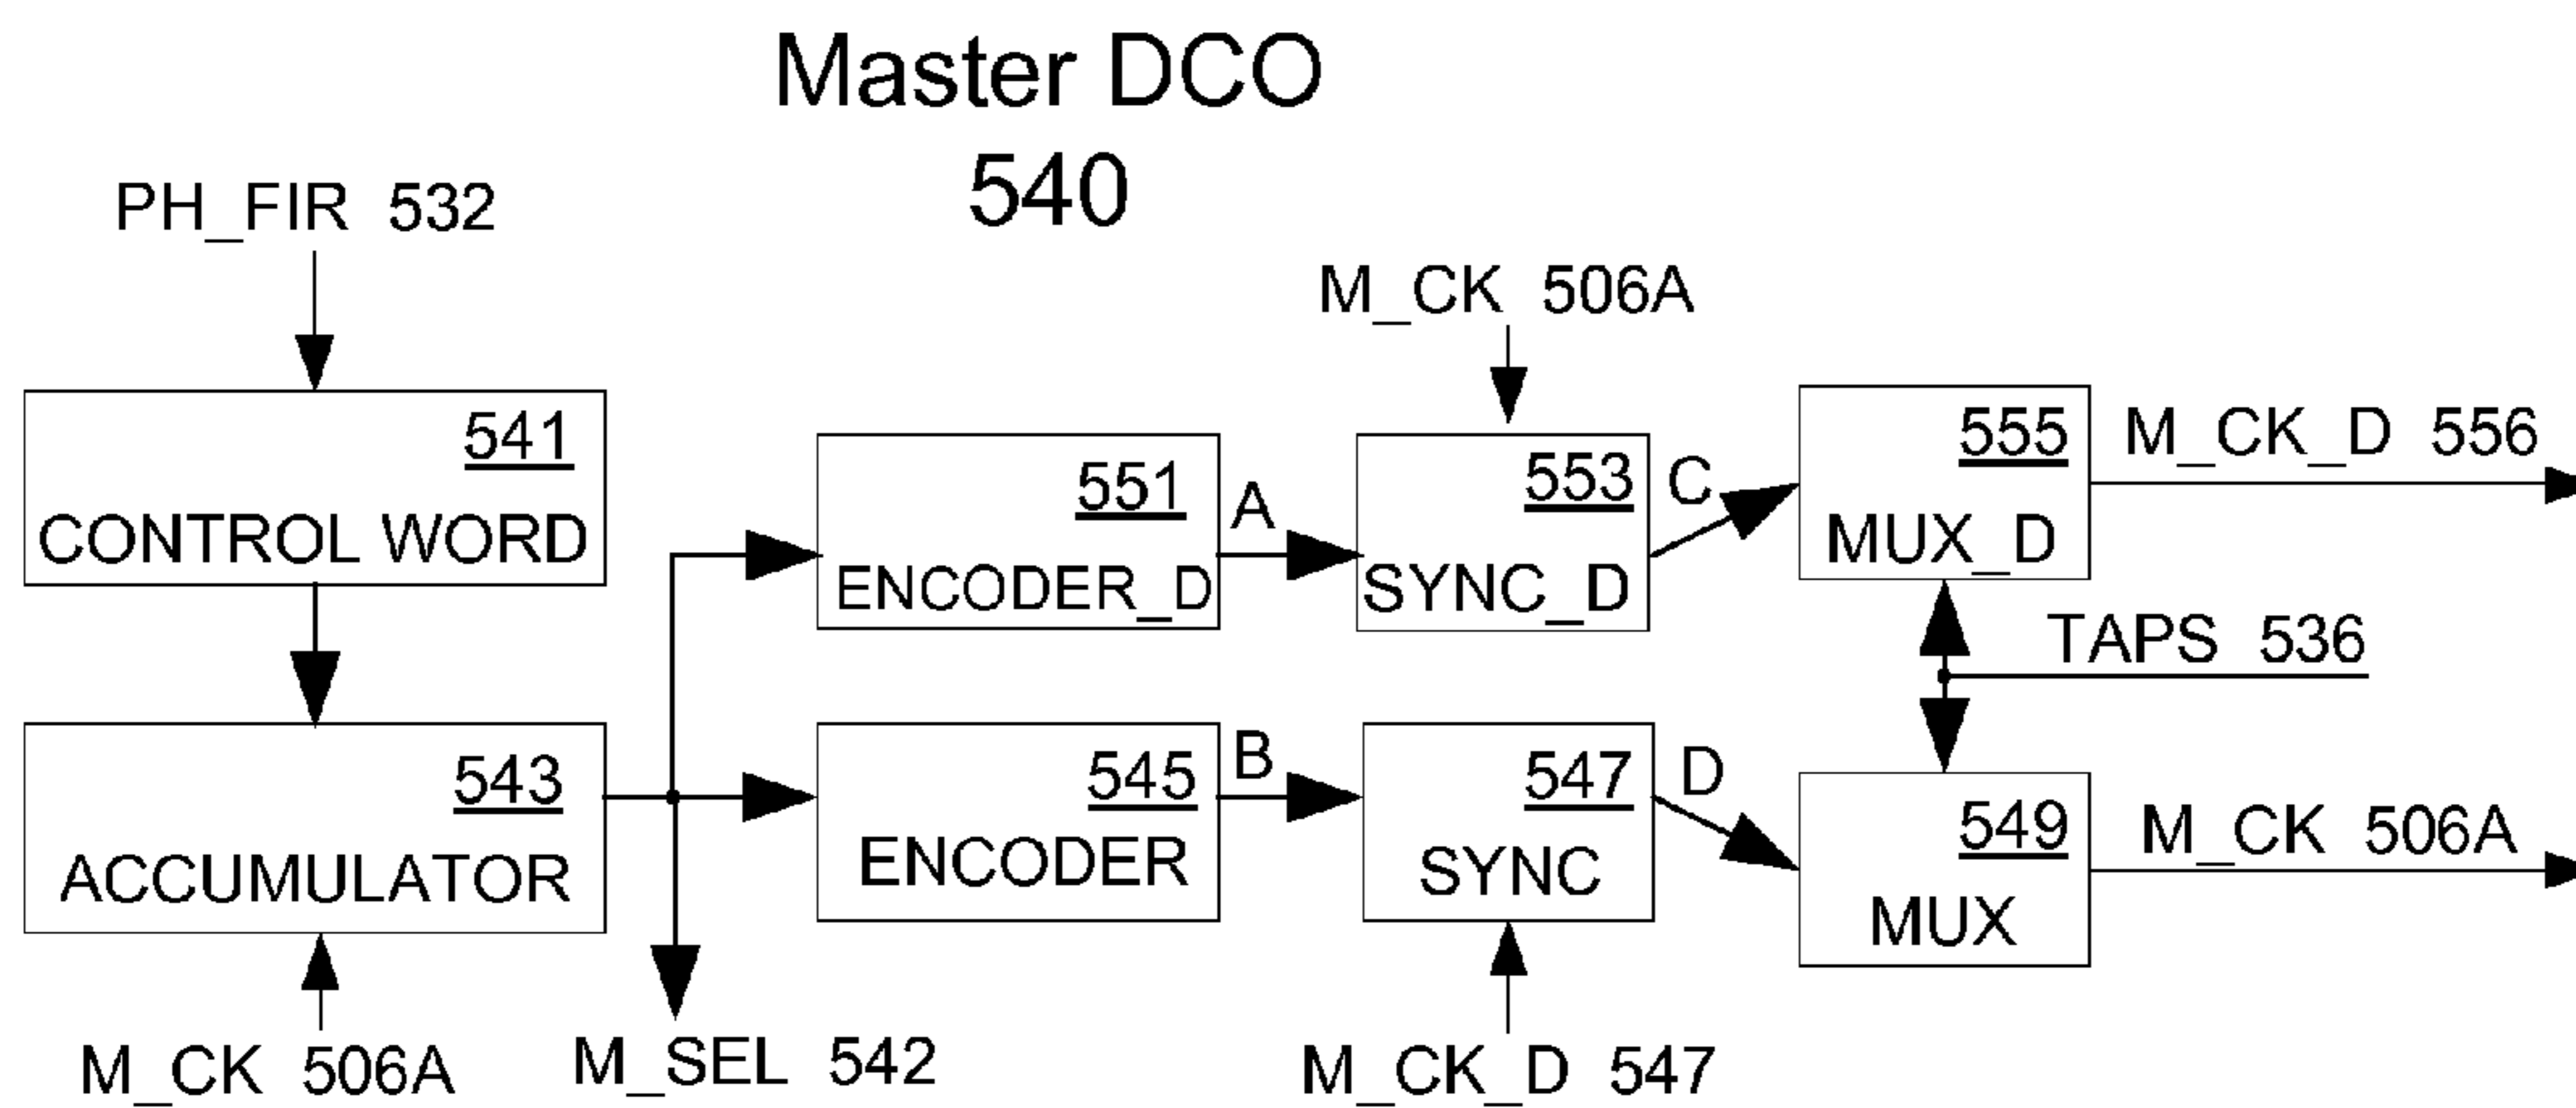 Master DCO
540
PH_FIR 532
M_CK 506A
541
CONTROL WORD
551
ENCODER_D
A
553
SYNC_D
C
555
MUX_D
M_CK_D 556
TAPS 536
543
ACCUMULATOR
545
ENCODER
B
547
SYNC
D
549
MUX
M_CK 506A
M_CK 506A
M_SEL 542
M_CK_D 547